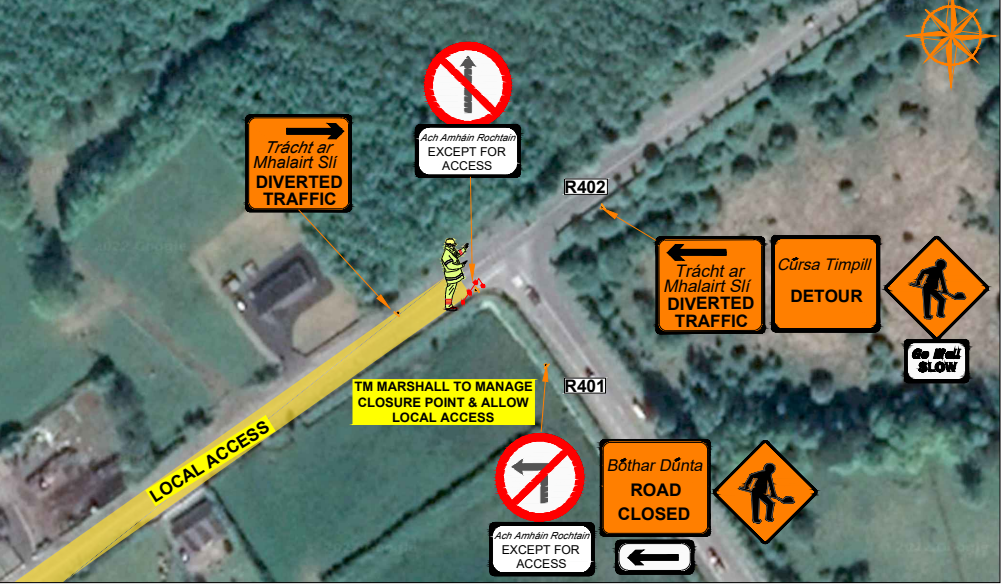 Ach Amháin Rochtain
EXCEPT FOR
ACCESS
Trácht ar
Mhalairt Slí
DIVERTED
TRAFFIC
R402
Trácht ar
Mhalairt Slí
DIVERTED
TRAFFIC
Cúrsa Timpill
DETOUR
Go Mall
SLOW
TM MARSHALL TO MANAGE
CLOSURE POINT & ALLOW
LOCAL ACCESS
R401
LOCAL ACCESS
Ach Amháin Rochtain
EXCEPT FOR
ACCESS
Bóthar Dúnta
ROAD
CLOSED
2022 Google